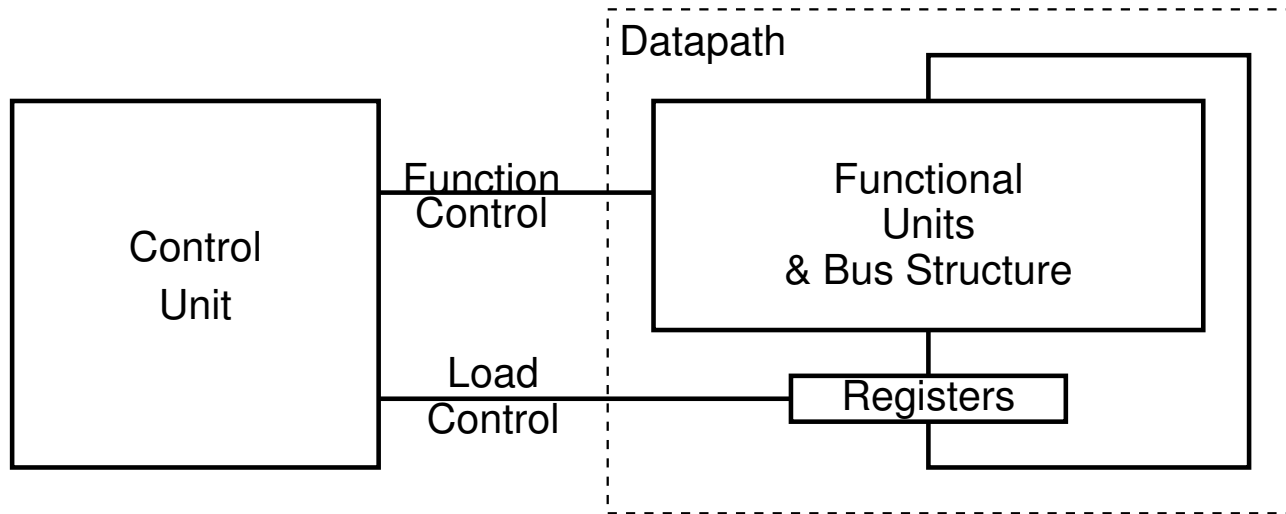 Datapath
Control
Unit
Function
Control
Load
Control
Functional
Units
& Bus Structure
Registers